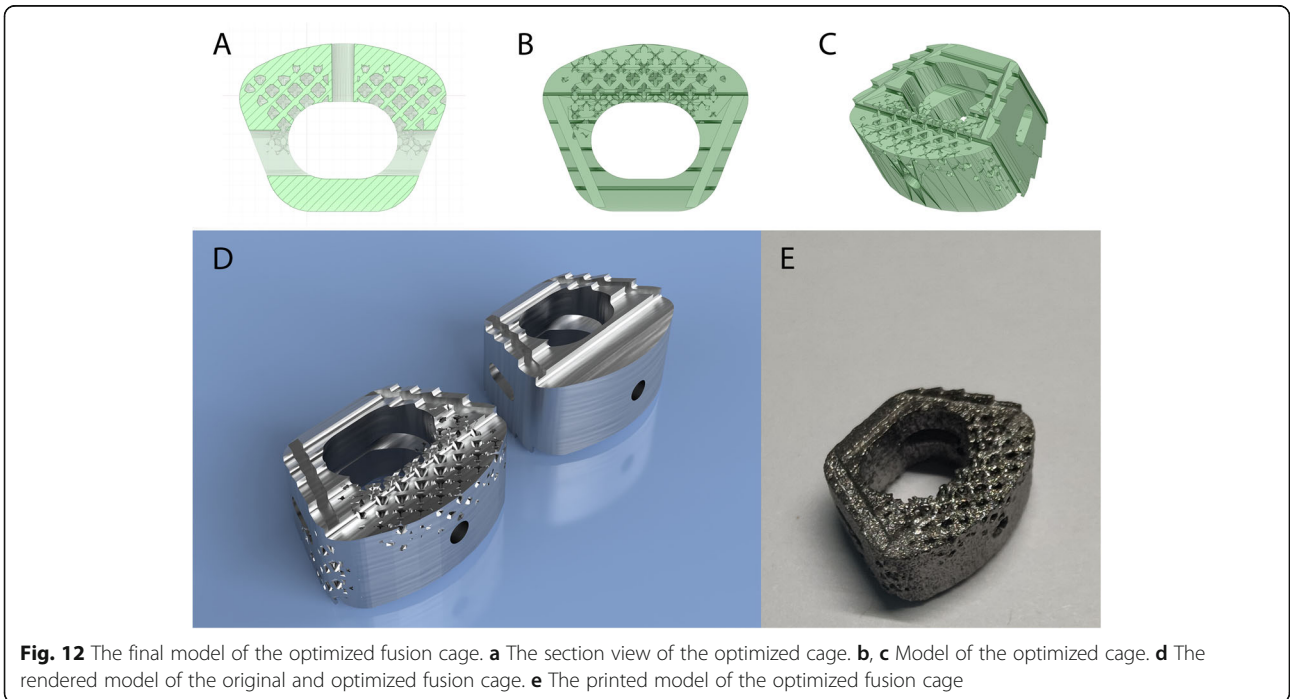 A
B
C
D
E
Fig. 12 The final model of the optimized fusion cage. a The section view of the optimized cage. b, c Model of the optimized cage. d The
rendered model of the original and optimized fusion cage. e The printed model of the optimized fusion cage